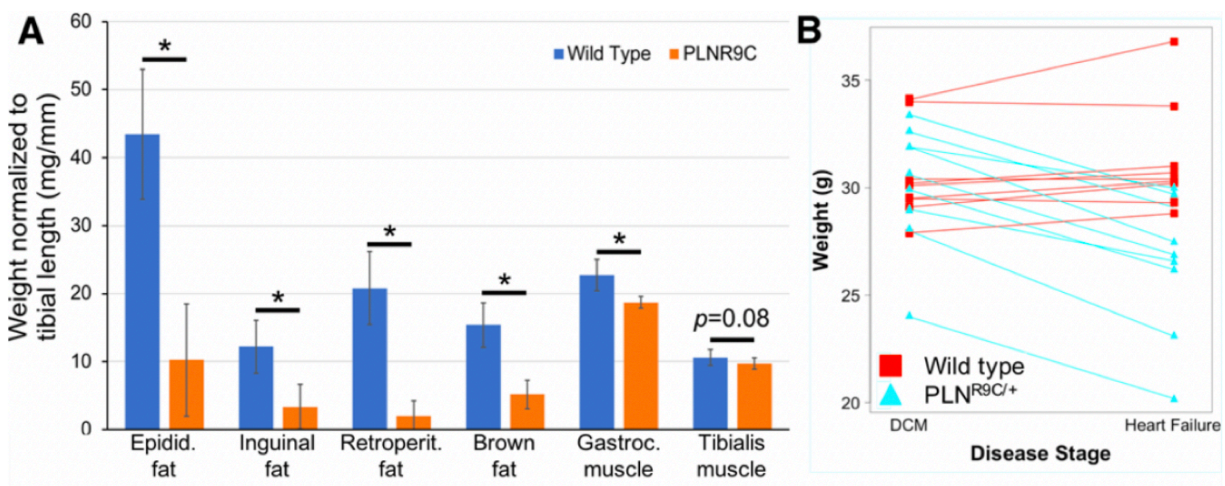 A
Weight normalized to
tibial length (mg/mm)
60
50
40
30
20
10
0
Wild Type
PLNR9C
*
*
*
*
*
p=0.08
Epidid.
fat
Inguinal
fat
Retroperit.
fat
Brown
fat
Gastroc.
muscle
Tibialis
muscle
B
Weight (g)
35
30
25
20
Wild type
PLNR9C/+
DCM
Heart Failure
Disease Stage